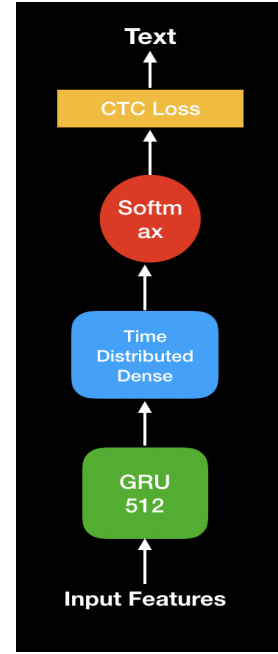 Text
CTC Loss
Softm
ax
Time
Distributed
Dense
GRU
512
Input Features